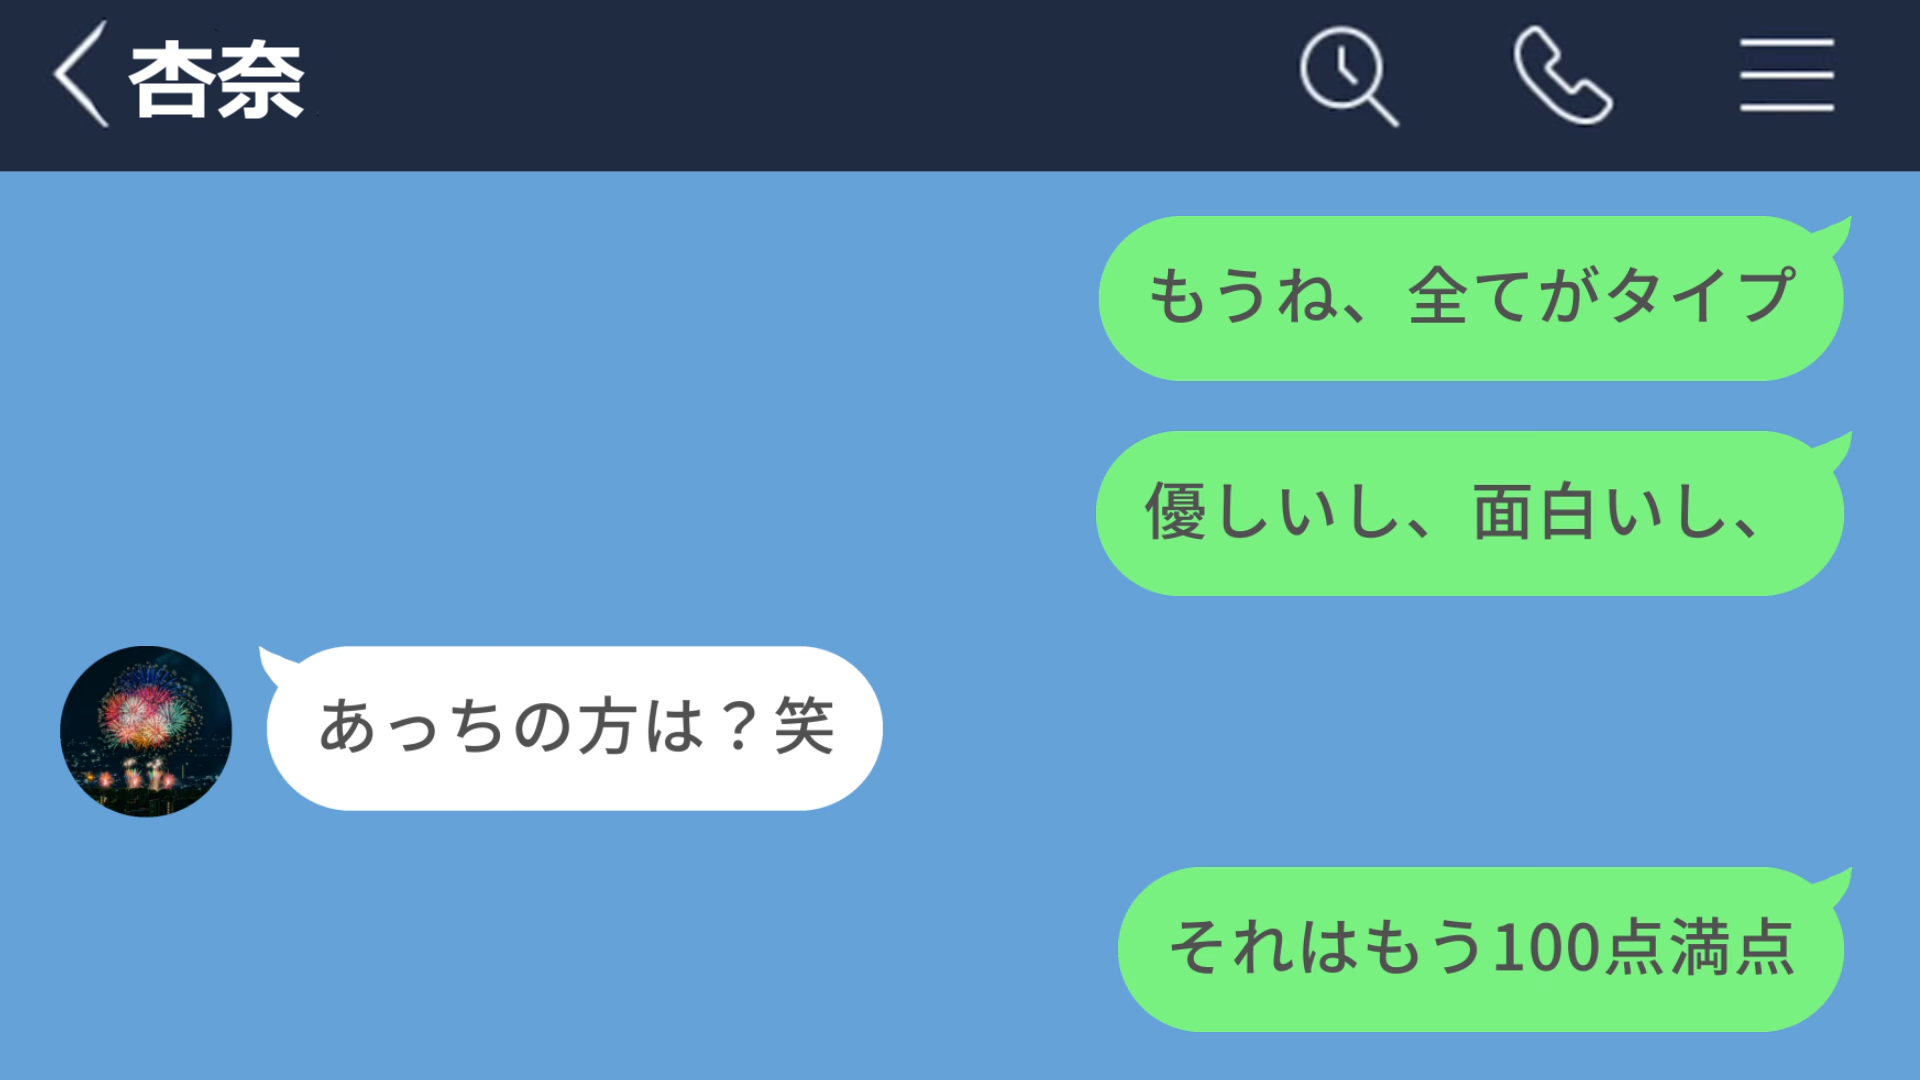 杏奈
もうね、全てがタイプ
優しいし、面白いし、
あっちの方は？笑
それはもう100点満点